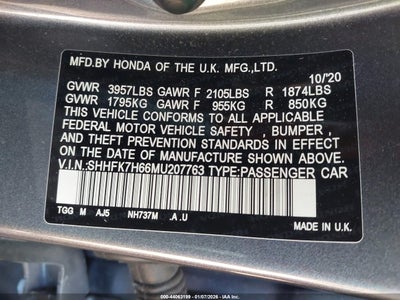 MFD.BY HONDA OF THE U.K. MFG.,LTD.
10/'20
GVWR 3957LBS GAWR F 2105LBS R 1874LBS
GVWR 1795KG GAWR F 955KG R 850KG
THIS VEHICLE CONFORMS TO ALL APPLICABLE
FEDERAL MOTOR VEHICLE SAFETY , BUMPER ,
AND THEFT PREVENTION STANDARDS IN EFFECT
ON THE DATE OF MANUFACTURE SHOWN ABOVE.
V.I.N.:SHHFK7H66MU207763 TYPE:PASSENGER CAR
TGG M AJ5 NH737M .A .U
MADE IN U.K.
000-44063199 - 01/07/2026 - IAA Inc.